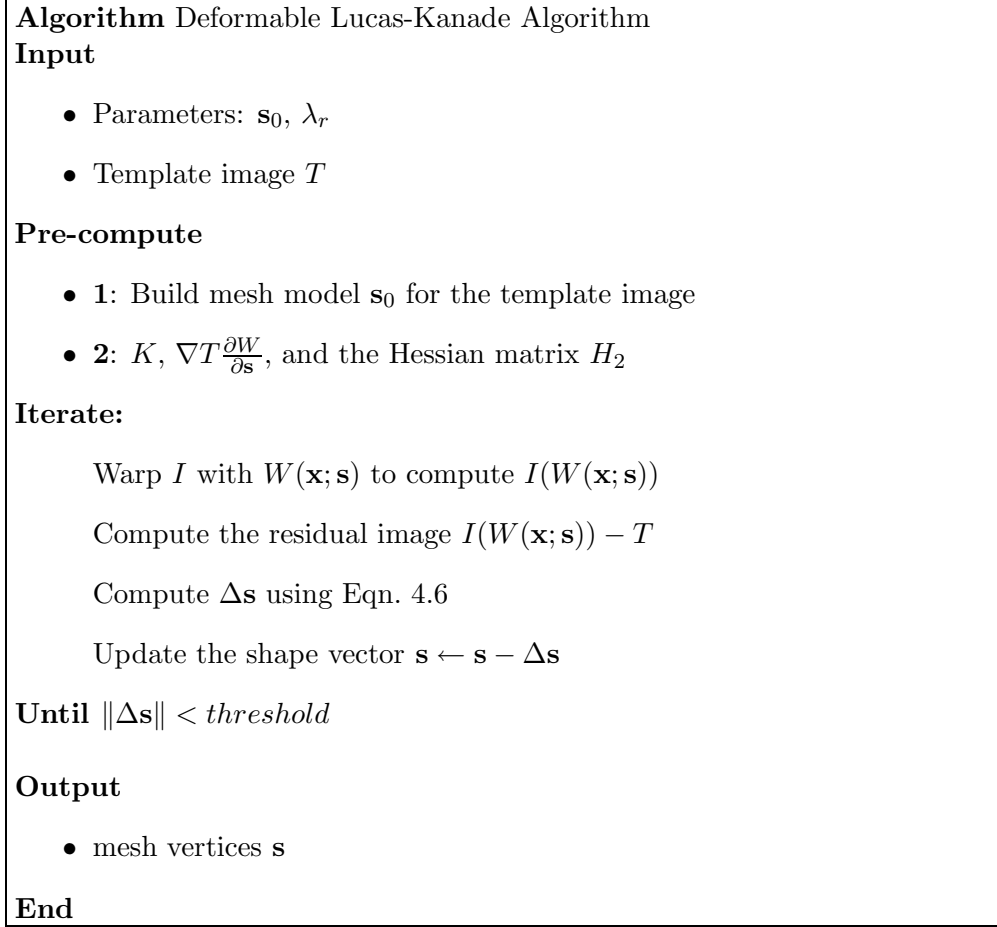 Algorithm Deformable Lucas-Kanade Algorithm
Input
• Parameters: s₀, λᵣ
• Template image T
Pre-compute
• 1: Build mesh model s₀ for the template image
• 2: K, ∇T ∂W/∂s, and the Hessian matrix H₂
Iterate:
Warp I with W(x; s) to compute I(W(x; s))
Compute the residual image I(W(x; s)) − T
Compute Δs using Eqn. 4.6
Update the shape vector s ← s − Δs
Until ‖Δs‖ < threshold
Output
• mesh vertices s
End